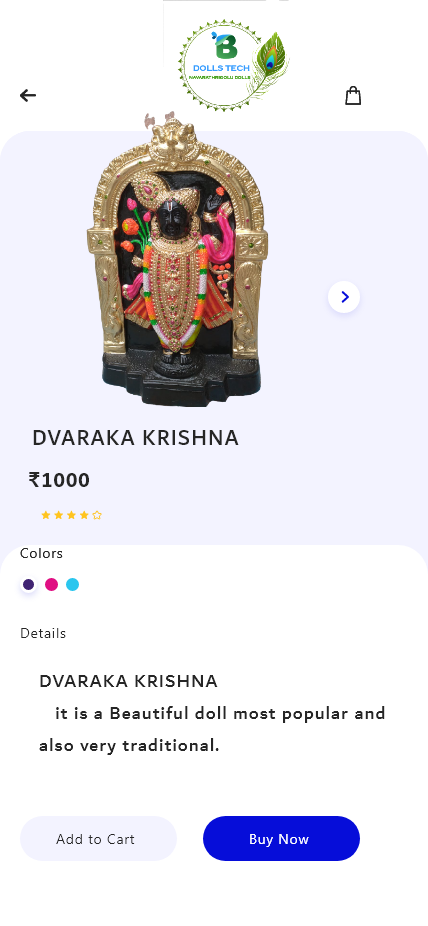 B
DOLLS TECH
NAVARATHRIGOLU DOLLS
DVARAKA KRISHNA
₹1000
Colors
Details
DVARAKA KRISHNA
it is a Beautiful doll most popular and
also very traditional.
Add to Cart
Buy Now